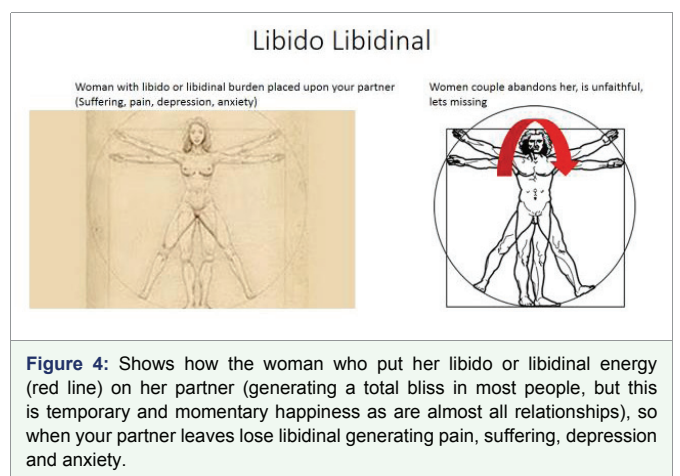 Libido Libidinal
Woman with libido or libidinal burden placed upon your partner
(Suffering, pain, depression, anxiety)
Women couple abandons her, is unfaithful,
lets missing
Figure 4: Shows how the woman who put her libido or libidinal energy
(red line) on her partner (generating a total bliss in most people, but this
is temporary and momentary happiness as are almost all relationships), so
when your partner leaves lose libidinal generating pain, suffering, depression
and anxiety.